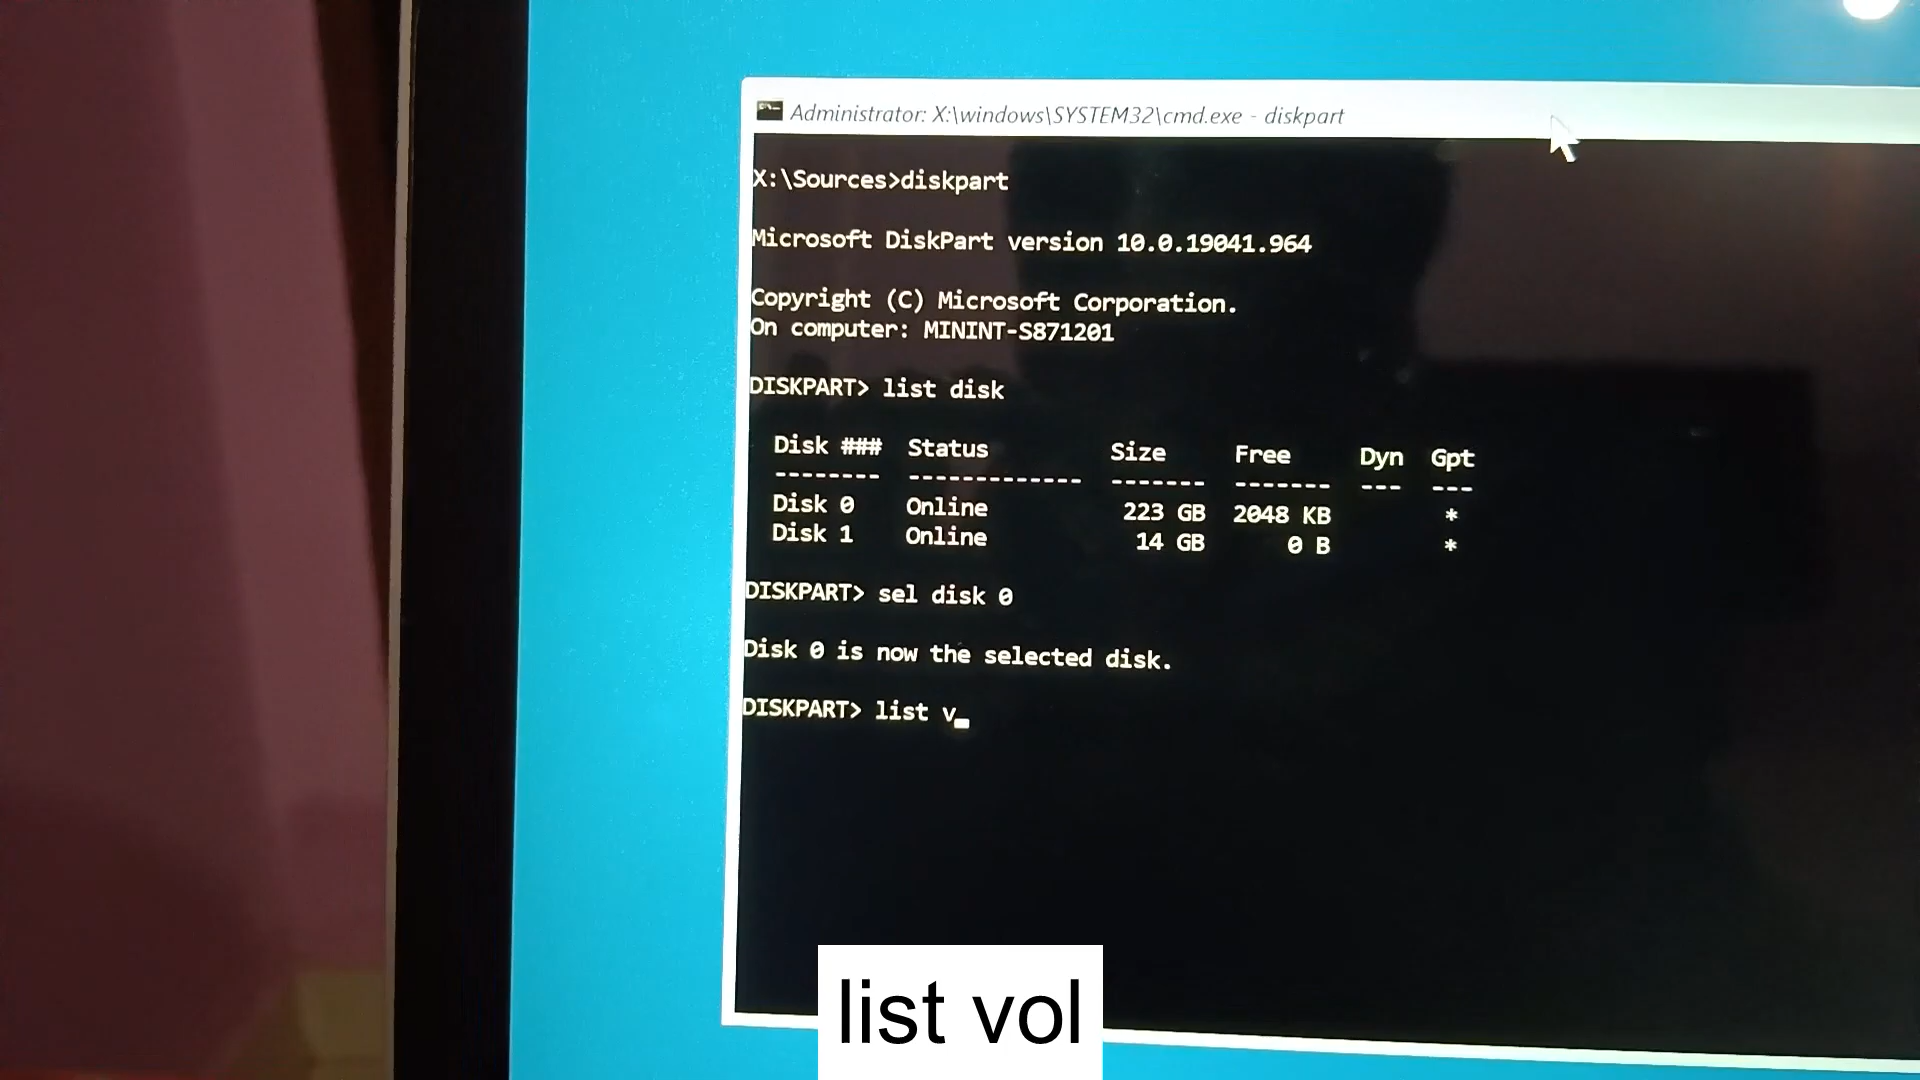 Administrator: X:\windows\SYSTEM32\cmd.exe - diskpart
X:\Sources>diskpart
Microsoft DiskPart version 10.0.19041.964
Copyright (C) Microsoft Corporation.
On computer: MININT-S871201
DISKPART> list disk
Disk ### Status Size Free Dyn Gpt
-------- ------------- ------- ------- --- ---
Disk 0 Online 223 GB 2048 KB *
Disk 1 Online 14 GB 0 B *
DISKPART> sel disk 0
Disk 0 is now the selected disk.
DISKPART> list v_
list vol